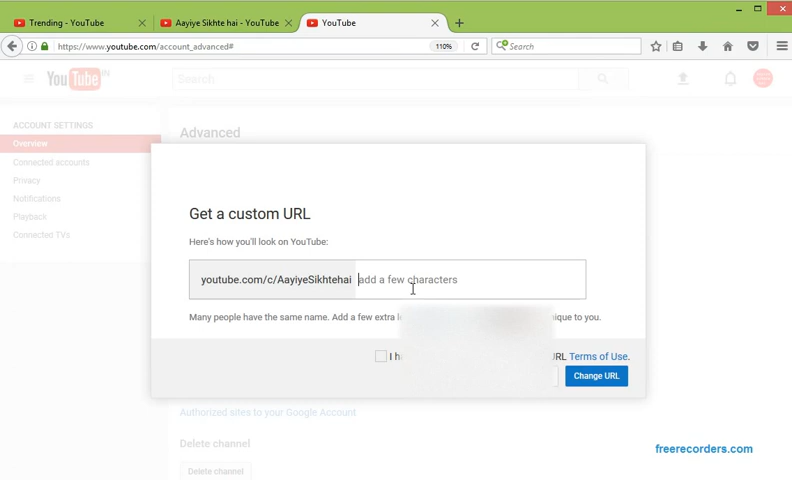 Trending - YouTube
Aayiye Sikhte hai - YouTube
YouTube
https://www.youtube.com/account_advanced#
110%
Search
YouTube IN
Search
ACCOUNT SETTINGS
Overview
Connected accounts
Privacy
Notifications
Playback
Connected TVs
Advanced
Get a custom URL
Here's how you'll look on YouTube:
youtube.com/c/AayiyeSikhtehai add a few characters
Many people have the same name. Add a few extra
to you.
I
URL Terms of Use.
Change URL
Authorized sites to your Google Account
Delete channel
Delete channel
freerecorders.com